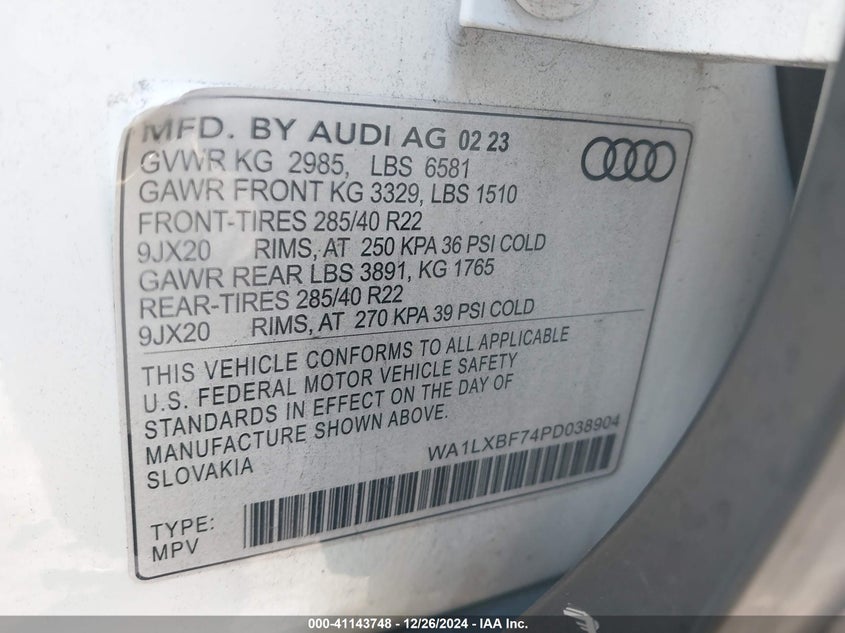 MFD. BY AUDI AG 02 23
GVWR KG 2985, LBS 6581
GAWR FRONT KG 3329, LBS 1510
FRONT-TIRES 285/40 R22
9JX20 RIMS, AT 250 KPA 36 PSI COLD
GAWR REAR LBS 3891, KG 1765
REAR-TIRES 285/40 R22
9JX20 RIMS, AT 270 KPA 39 PSI COLD
THIS VEHICLE CONFORMS TO ALL APPLICABLE
U.S. FEDERAL MOTOR VEHICLE SAFETY
STANDARDS IN EFFECT ON THE DAY OF
MANUFACTURE SHOWN ABOVE.
SLOVAKIA
WA1LXBF74PD038904
TYPE:
MPV
000-41143748 - 12/26/2024 - IAA Inc.